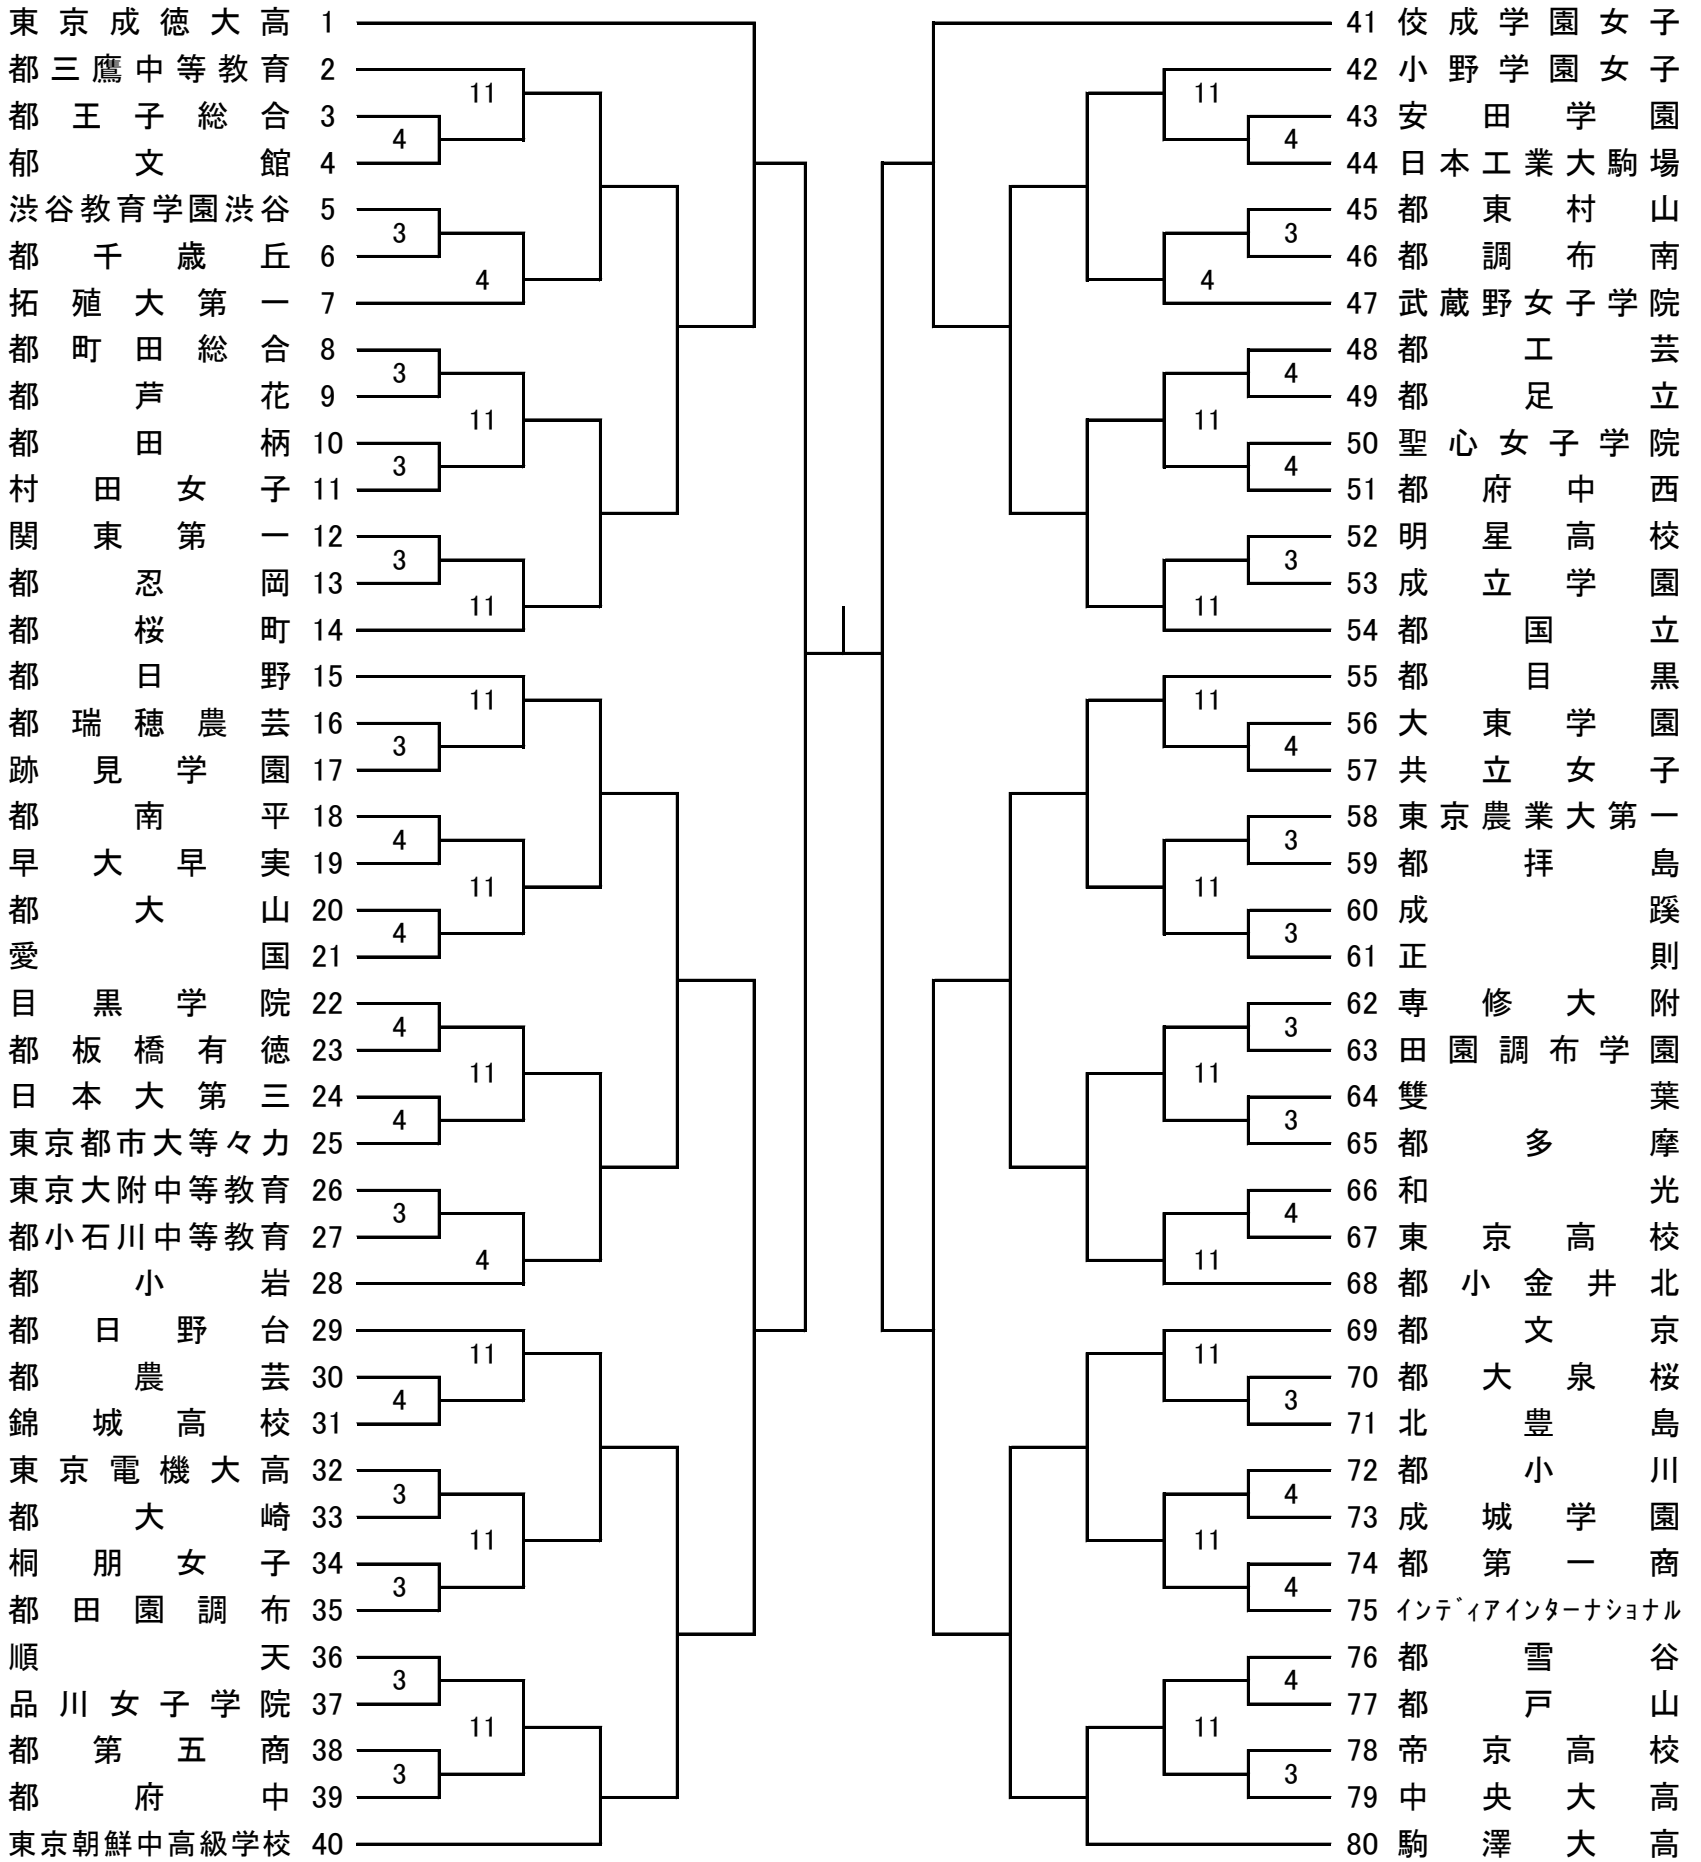 東京成徳大高 1
都三鷹中等教育 2
都王子総合 3
郁文館 4
渋谷教育学園渋谷 5
都千歳丘 6
拓殖大第一 7
都町田総合 8
都芦花 9
都田柄 10
村田女子 11
関東第一 12
都忍岡 13
都桜町 14
都日野 15
都瑞穂農芸 16
跡見学園 17
都南平 18
早大早実 19
都大山 20
愛国 21
目黒学院 22
都板橋有徳 23
日本大第三 24
東京都市大等々力 25
東京大附中等教育 26
都小石川中等教育 27
都小岩 28
都日野台 29
都農芸 30
錦城高校 31
東京電機大高 32
都大崎 33
桐朋女子 34
都田園調布 35
順天 36
品川女子学院 37
都第五商 38
都府中 39
東京朝鮮中高級学校 40
11
4
3
4
3
11
3
3
11
11
3
4
11
4
4
11
4
3
4
11
4
3
11
3
3
11
3
11
4
3
4
4
11
4
3
11
11
4
3
11
3
3
11
3
4
11
11
3
4
11
4
4
11
3
41 佼成学園女子
42 小野学園女子
43 安田学園
44 日本工業大駒場
45 都東村山
46 都調布南
47 武蔵野女子学院
48 都工芸
49 都足立
50 聖心女子学院
51 都府中西
52 明星高校
53 成立学園
54 都国立
55 都目黒
56 大東学園
57 共立女子
58 東京農業大第一
59 都拝島
60 成蹊
61 正則
62 専修大附
63 田園調布学園
64 雙葉
65 都多摩
66 和光
67 東京高校
68 都小金井北
69 都文京
70 都大泉桜
71 北豊島
72 都小川
73 成城学園
74 都第一商
75 インディアインターナショナル
76 都雪谷
77 都戸山
78 帝京高校
79 中央大高
80 駒澤大高